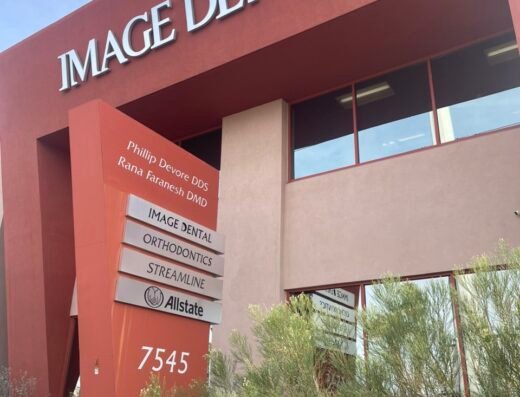 IMAGE DE
Phillip Devore DDS
Rana Faranesh DMD
IMAGE DENTAL
ORTHODONTICS
STREAMLINE
Allstate
7545